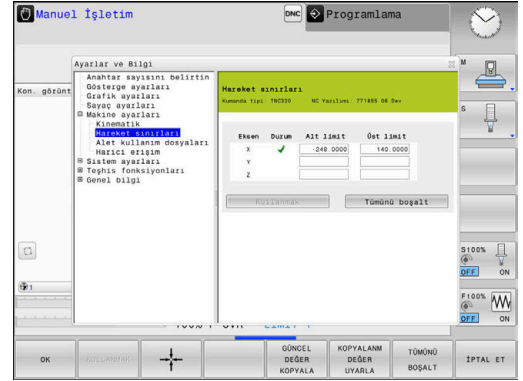 Manuel İşletim
DNC
Programlama
Ayarlar ve Bilgi
Kon. görünt
Anahtar sayısını belirtin
Gösterge ayarları
Grafik ayarları
Sayaç ayarları
Makine ayarları
Kinematik
Hareket sınırları
Alet kullanım dosyaları
Harici erişim
Sistem ayarları
Teşhis fonksiyonları
Genel bilgi
Hareket sınırları
Kumanda tipi: TNC320 NC Yazılımı: 771855 06 Dev
Eksen Durum Alt limit Üst limit
X -248.0000 140.0000
Y
Z
Kullanmak
Tümünü boşalt
M
S
S100%
OFF ON
F100%
OFF ON
1
OK
KULLANMAK
GÜNCEL DEĞER KOPYALA
KOPYALANM DEĞER UYARLA
TÜMÜNÜ BOŞALT
İPTAL ET